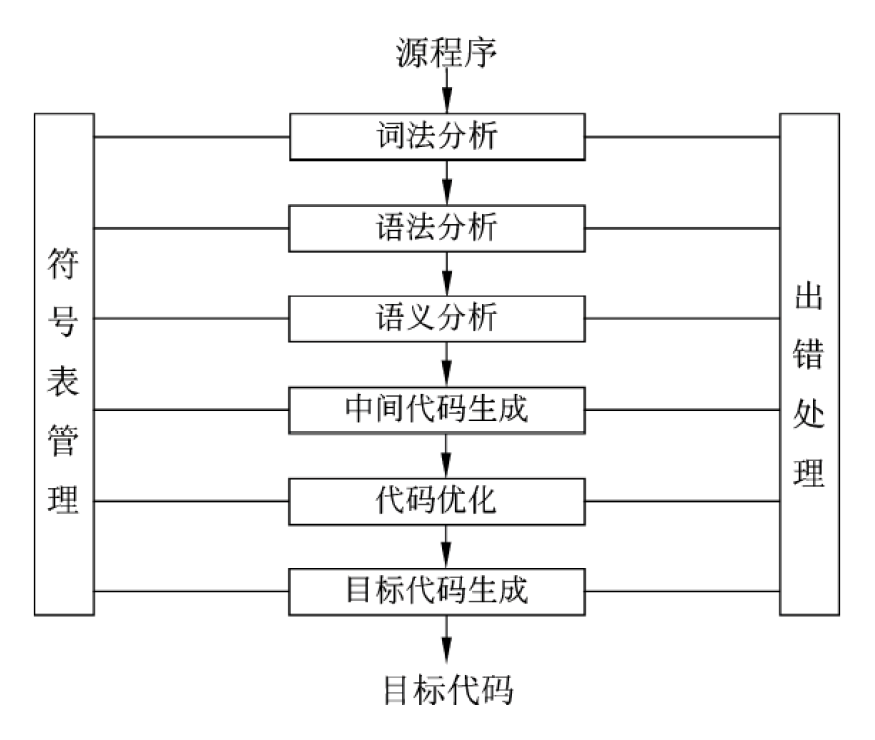 源程序
词法分析
语法分析
语义分析
中间代码生成
代码优化
目标代码生成
目标代码
符号表管理
出错处理